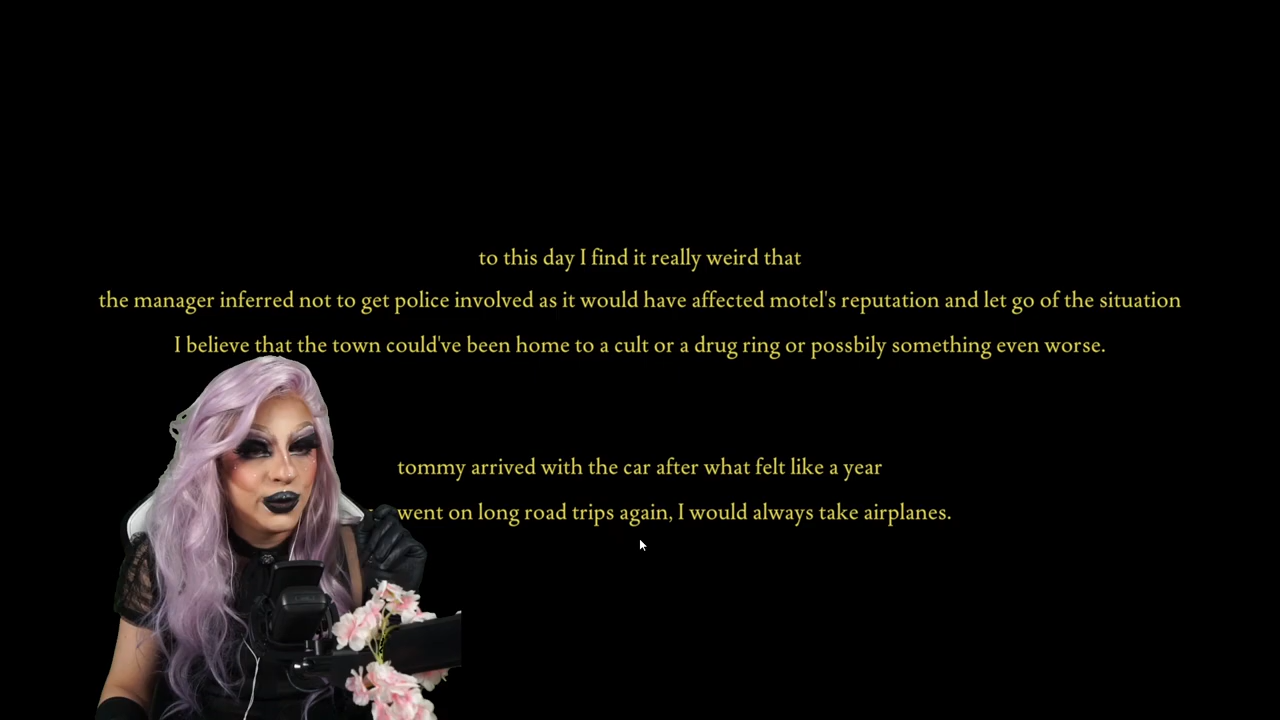 to this day I find it really weird that
the manager inferred not to get police involved as it would have affected motel's reputation and let go of the situation
I believe that the town could've been home to a cult or a drug ring or possbily something even worse.
tommy arrived with the car after what felt like a year
went on long road trips again, I would always take airplanes.